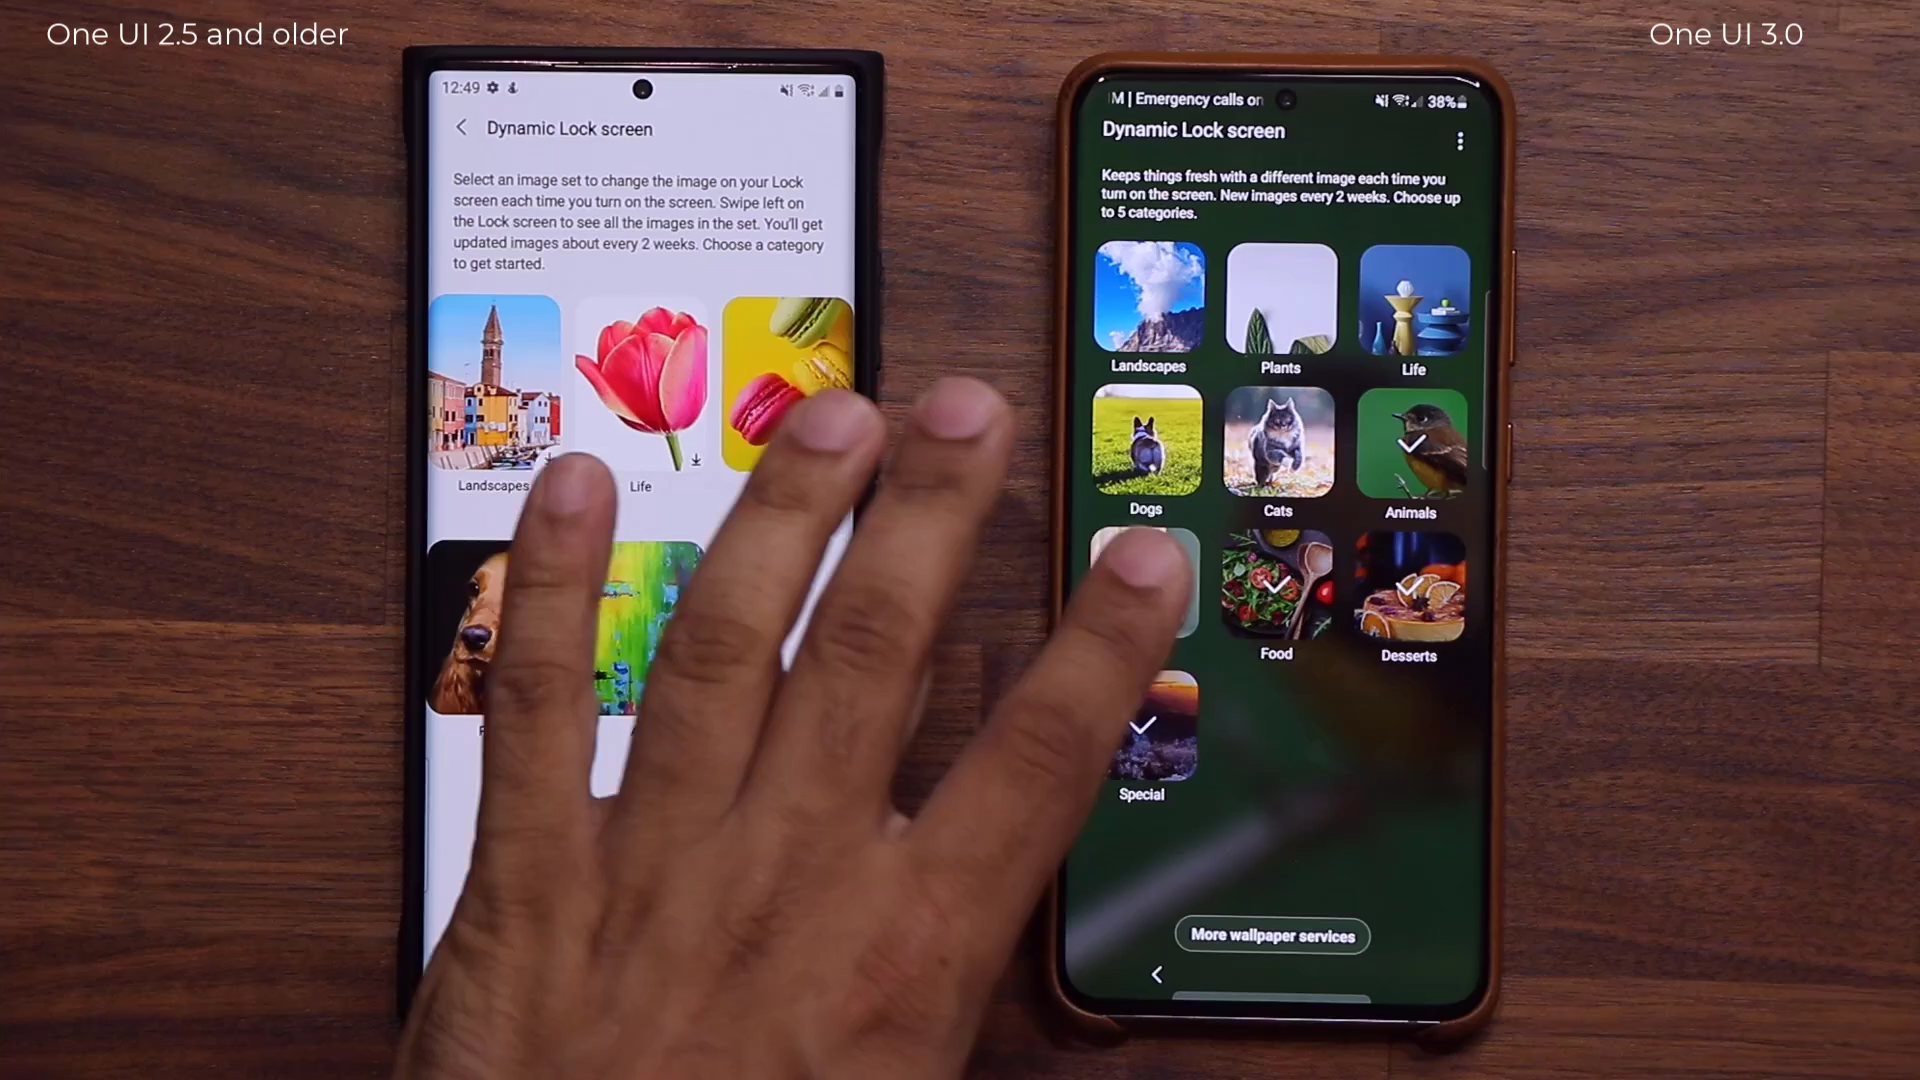 One UI 2.5 and older
One UI 3.0
12:49
Dynamic Lock screen
Select an image set to change the image on your Lock
screen each time you turn on the screen. Swipe left on
the Lock screen to see all the images in the set. You'll get
updated images about every 2 weeks. Choose a category
to get started.
Landscapes
Life
M | Emergency calls on
38%
Dynamic Lock screen
Keeps things fresh with a different image each time you
turn on the screen. New images every 2 weeks. Choose up
to 5 categories.
Landscapes
Plants
Life
Dogs
Cats
Animals
Food
Desserts
Special
More wallpaper services